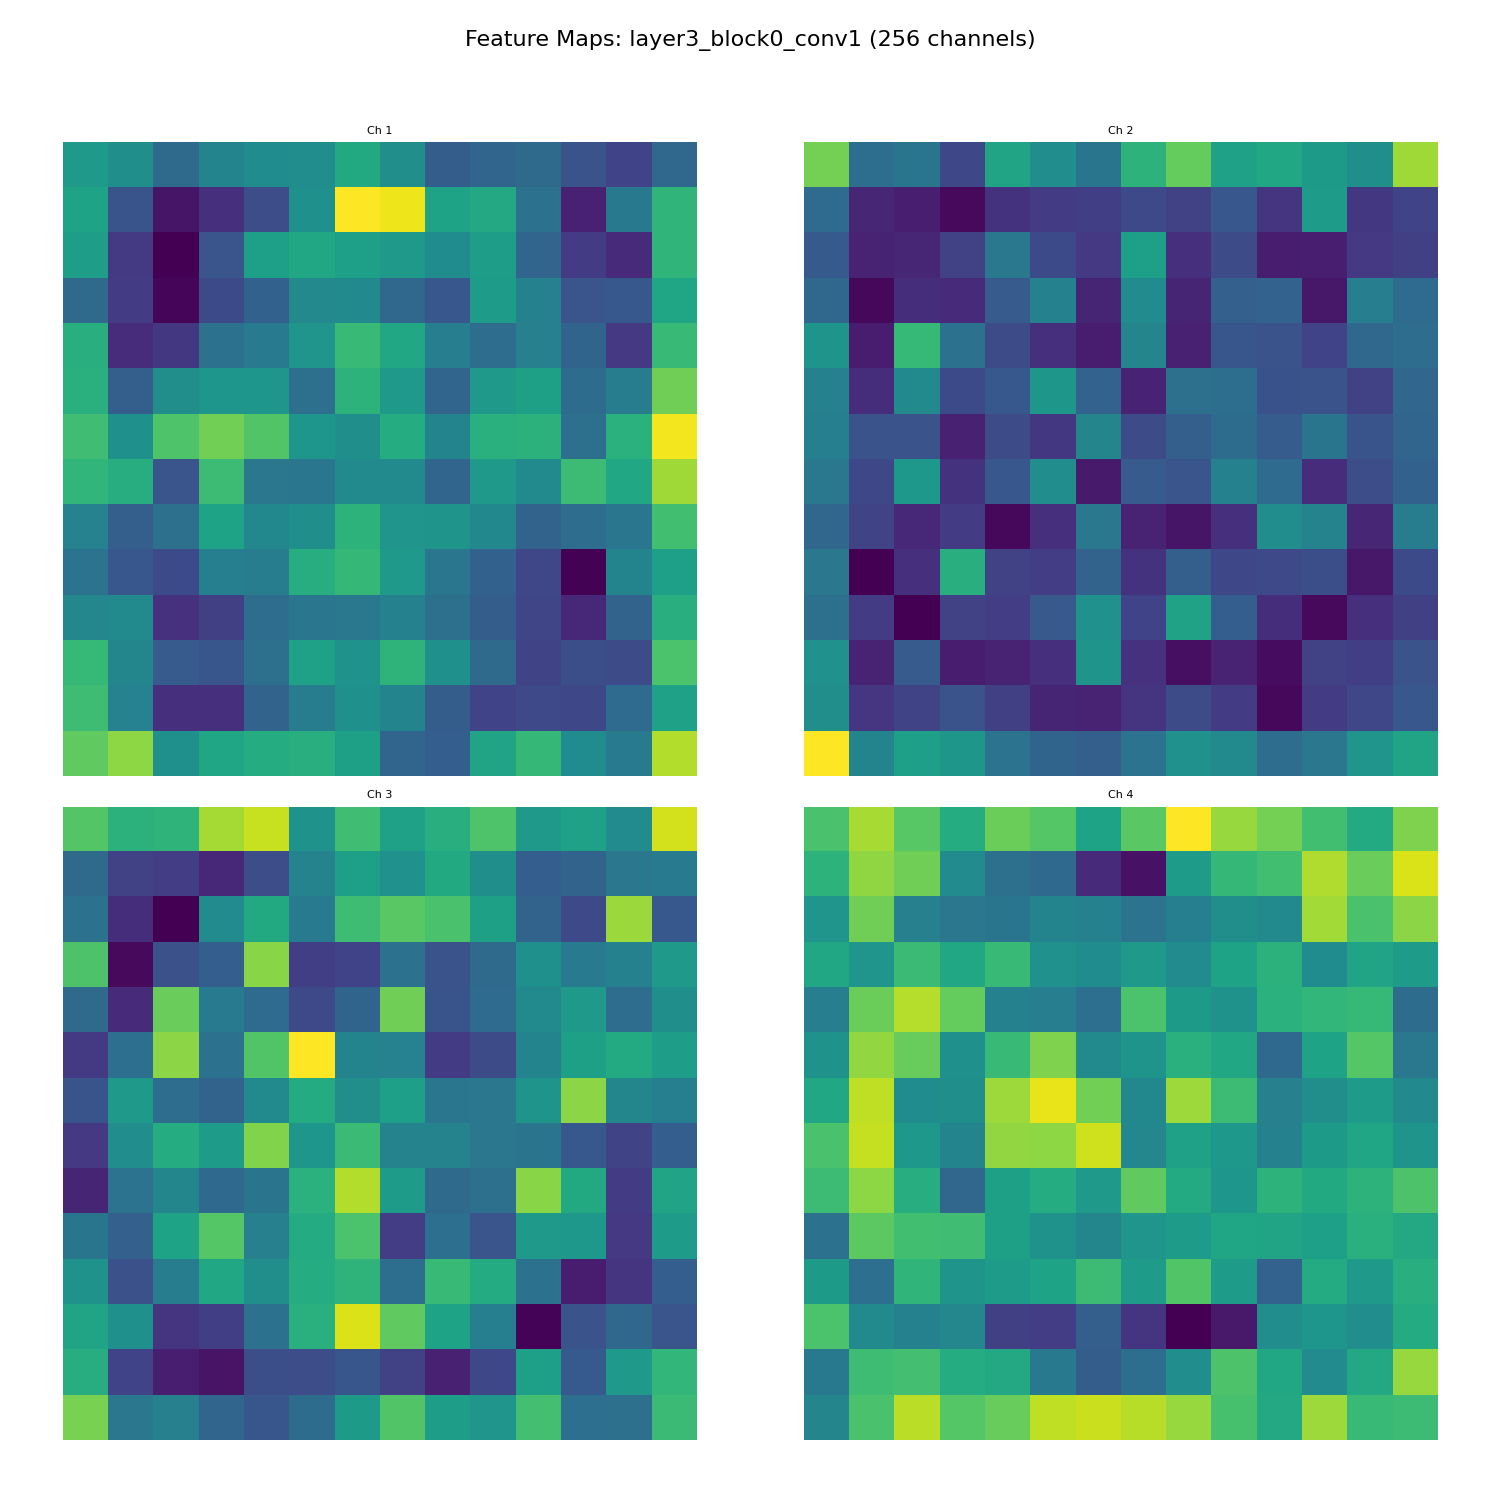 Feature Maps: layer3_block0_conv1 (256 channels)
Ch 1
Ch 2
Ch 3
Ch 4